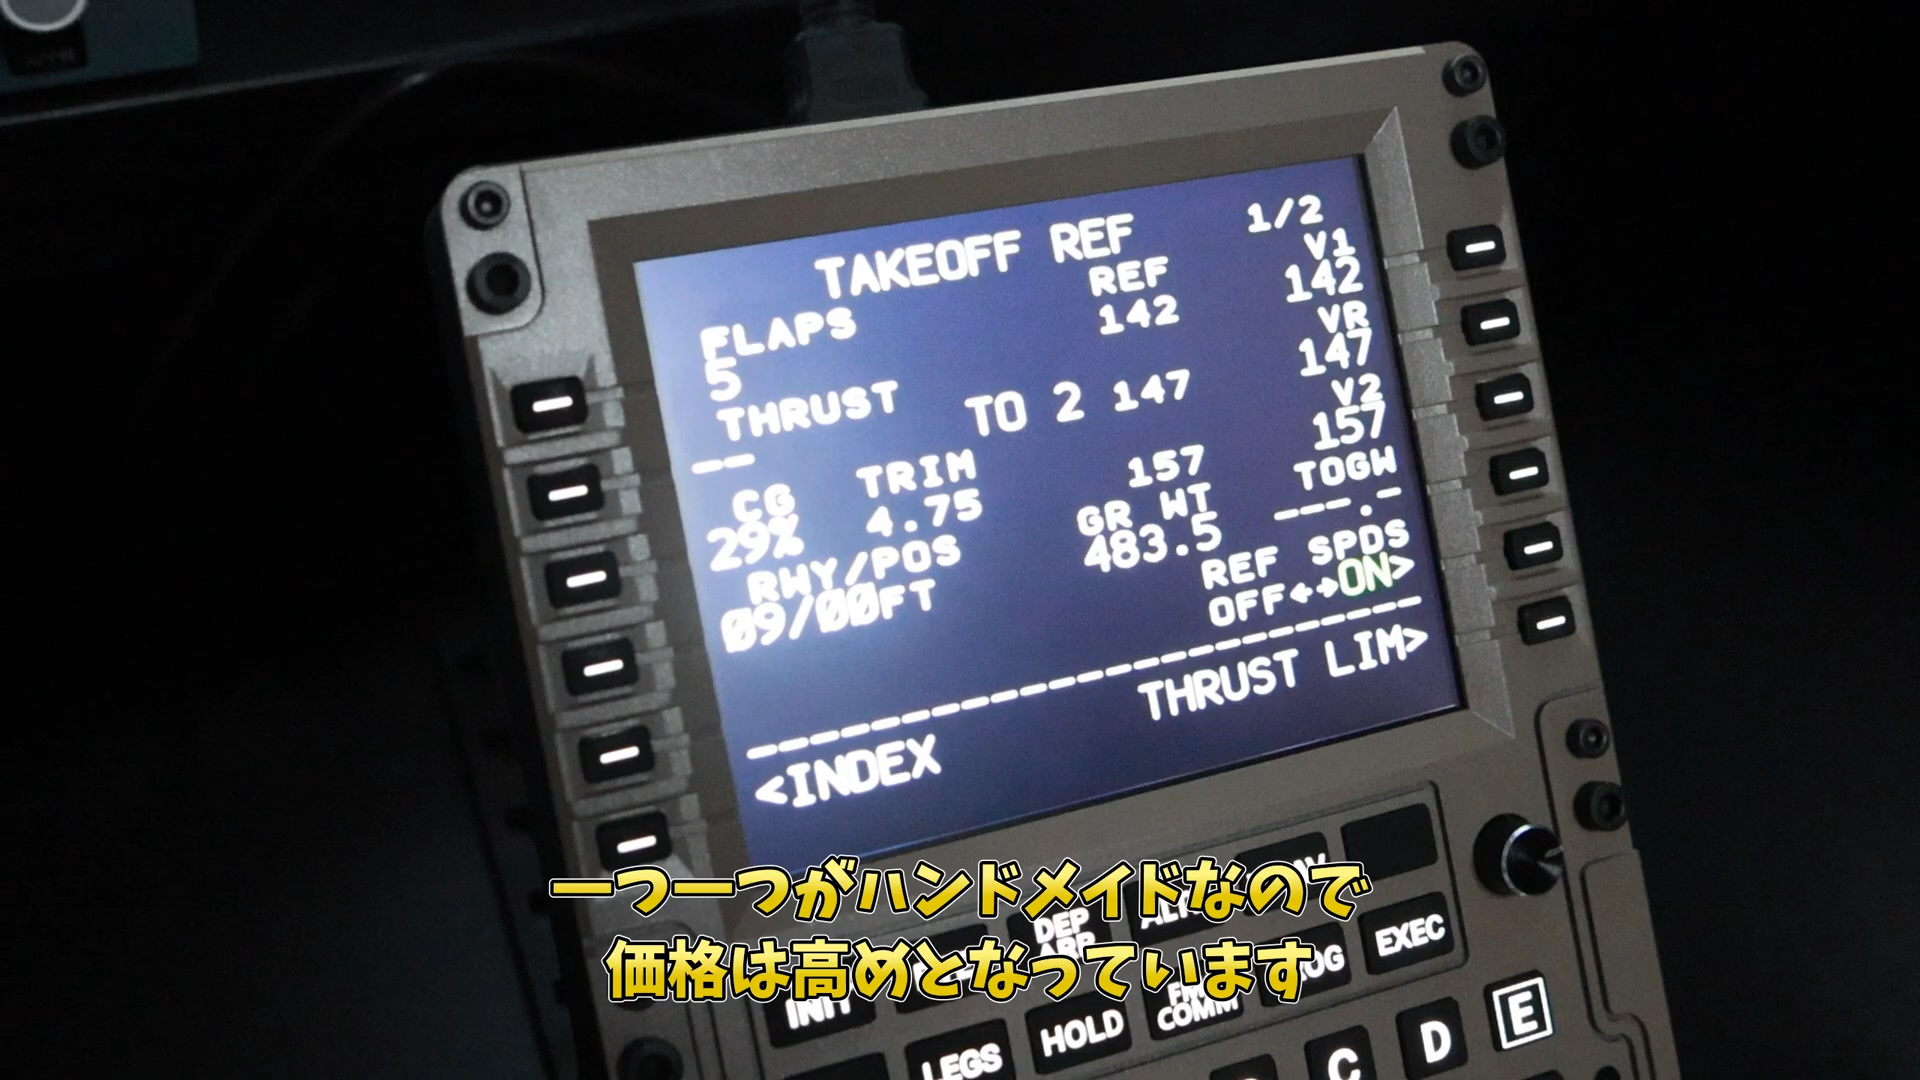 TAKEOFF REF 1/2
FLAPS REF V1
5 142 142
THRUST VR
-- TO 2 147 147
V2
CG TRIM 157 157
29% 4.75
RWY/POS GR WT TOGW
09/00FT 483.5 ---.-
REF SPDS
OFF←→ON>
THRUST LIM>
<INDEX
一つ一つがハンドメイドなので
価格は高めとなっています
DEP
EXEC
INIT
COMM
HOLD
LEGS
C
D
E